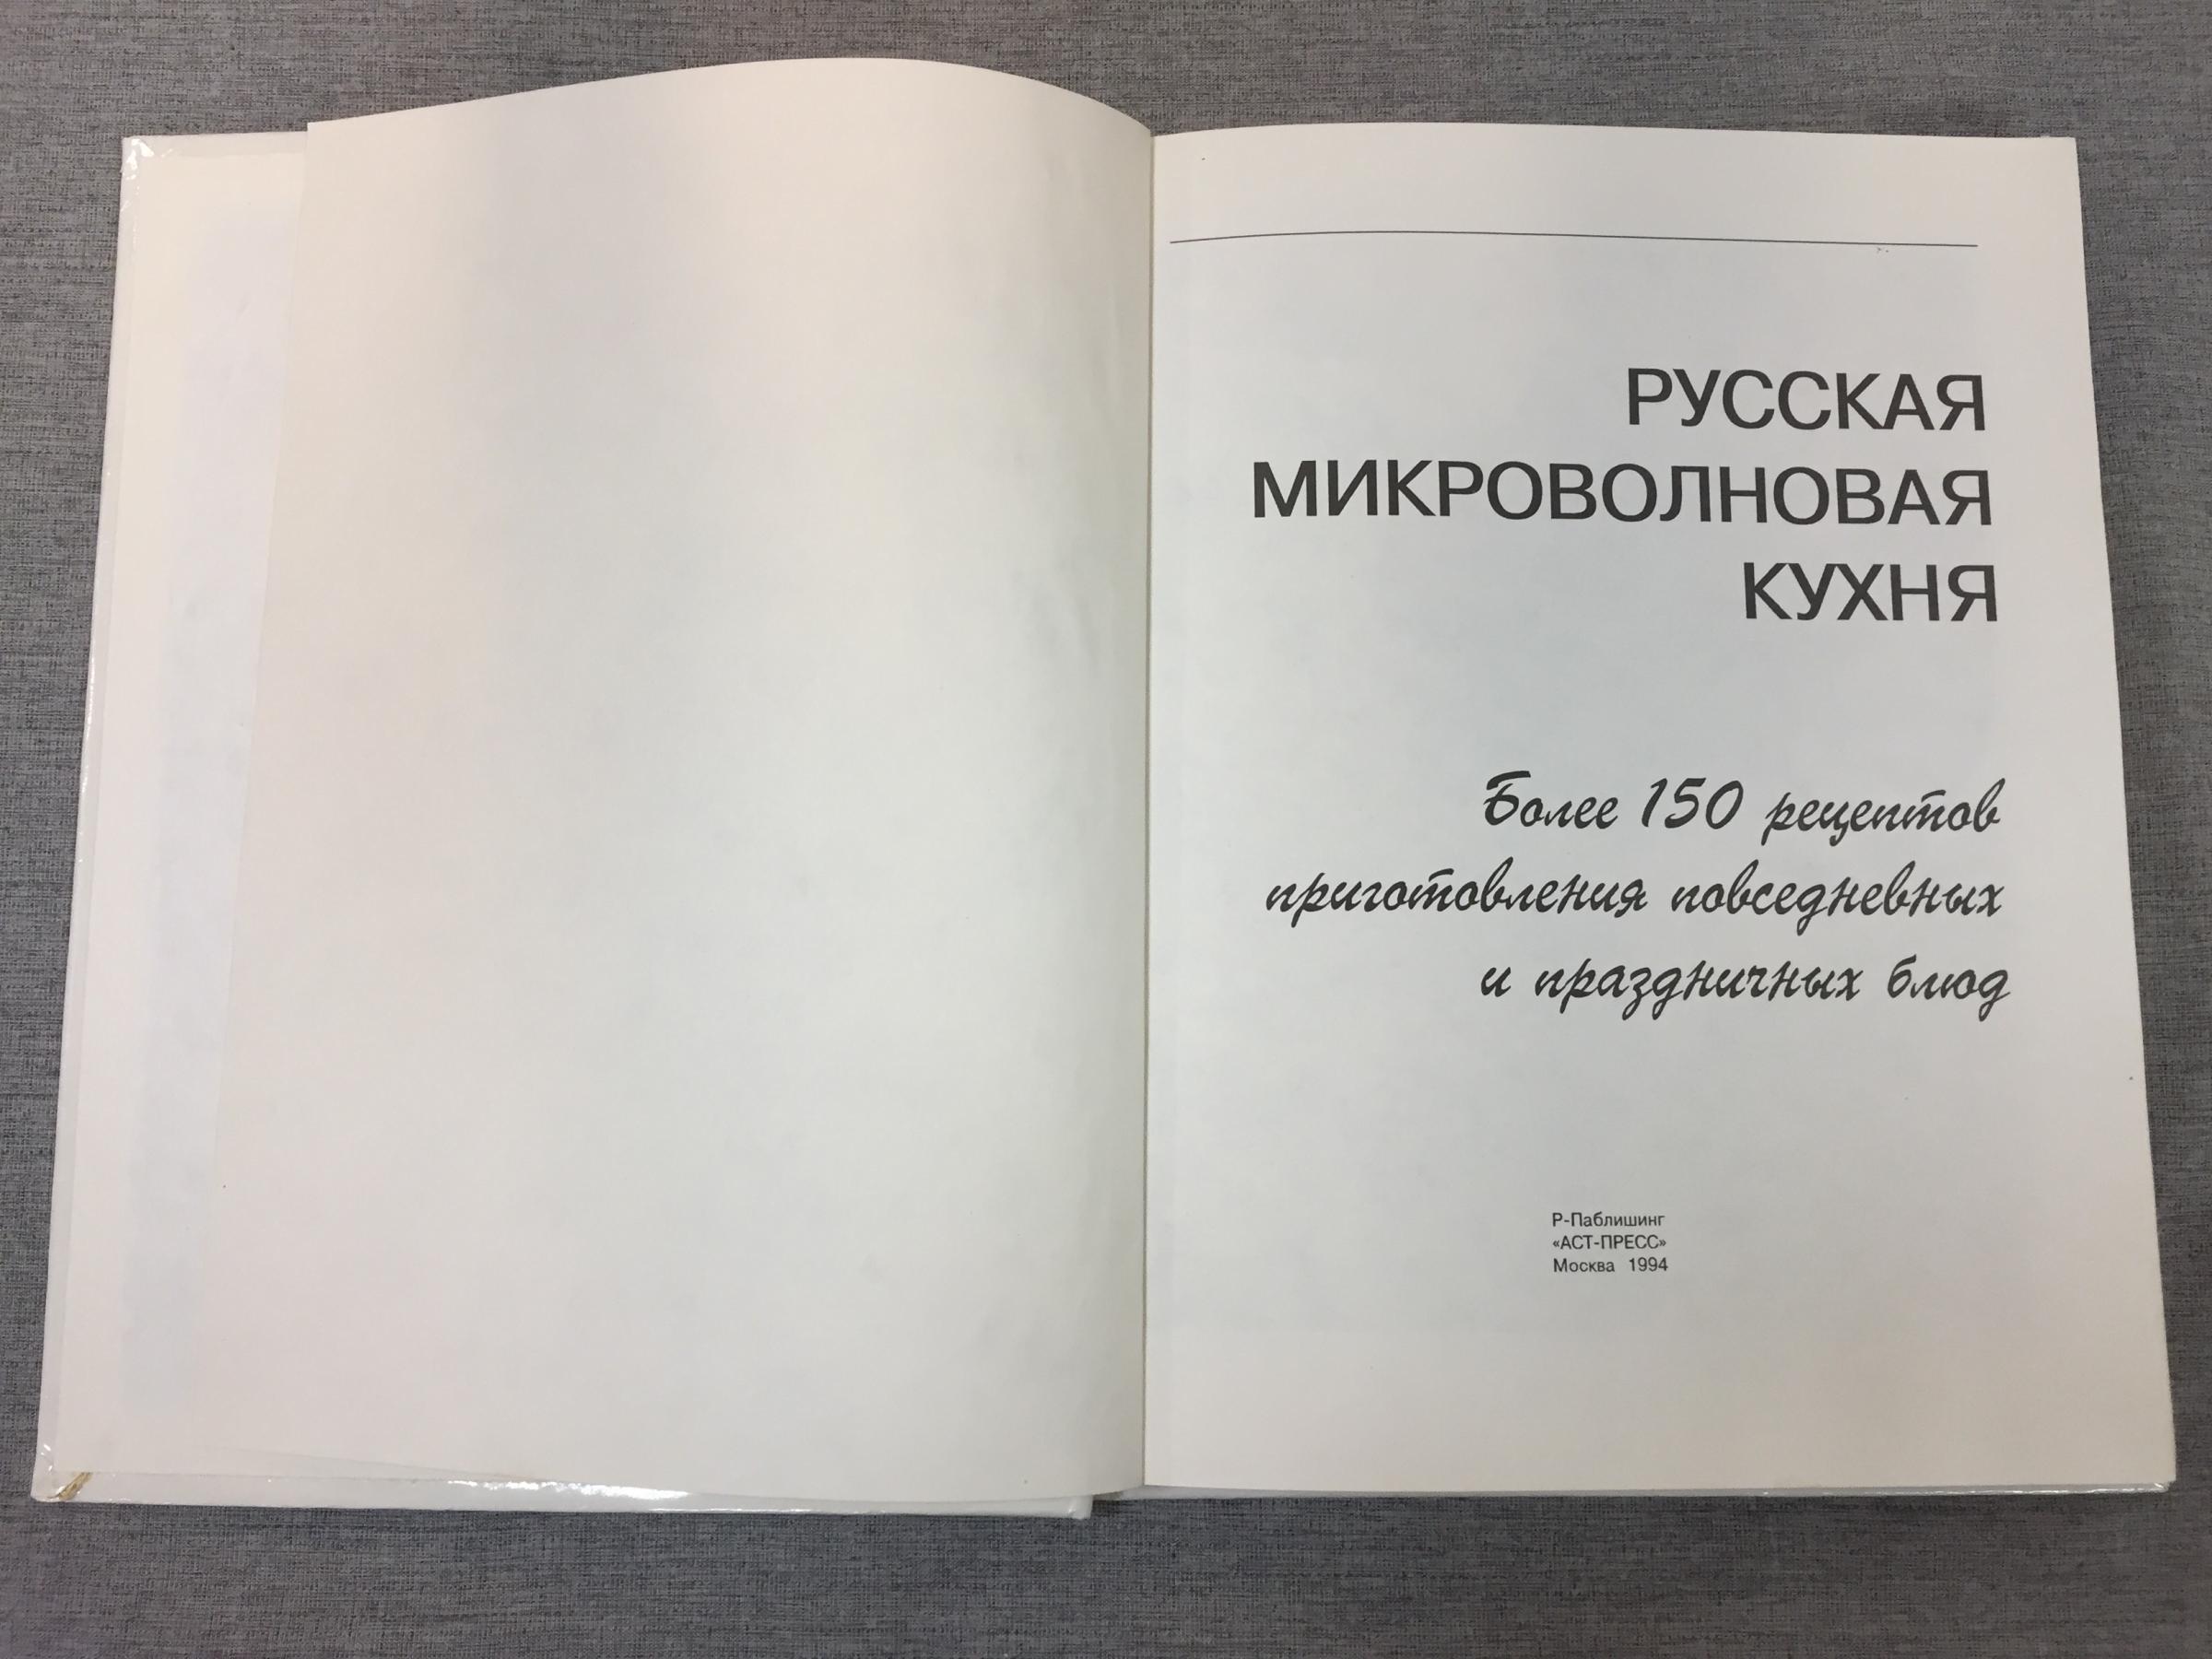 РУССКАЯ
МИКРОВОЛНОВАЯ
КУХНЯ
Более 150 рецептов
приготовления повседневных
и праздничных блюд
Р-Паблишинг
«АСТ-ПРЕСС»
Москва 1994